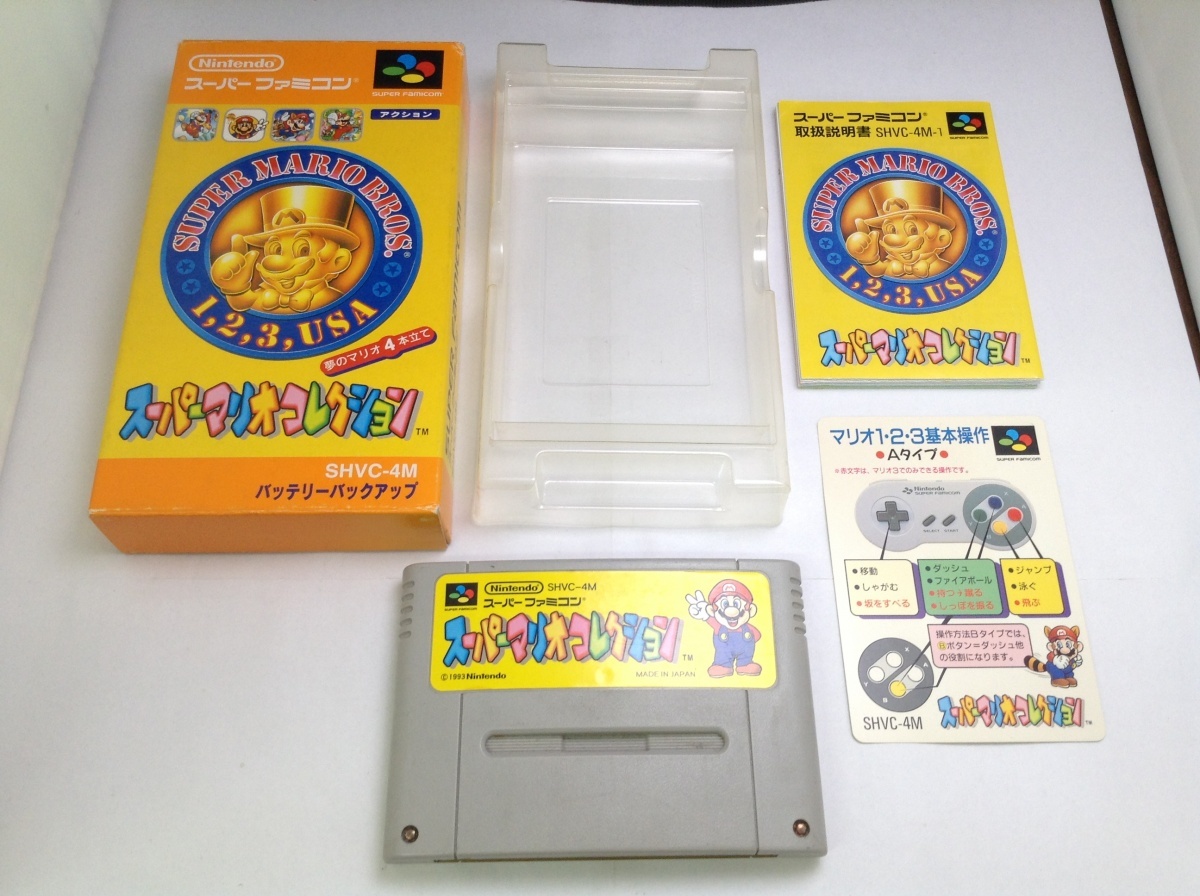 Nintendo
スーパーファミコン®
SUPER FAMICOM
アクション
SUPER MARIO BROS.®
1, 2, 3, USA
夢のマリオ4本立て
スーパーマリオコレクション™
SHVC-4M
バッテリーバックアップ
スーパーファミコン®
取扱説明書 SHVC-4M-1
SUPER FAMICOM
SUPER MARIO BROS.®
1, 2, 3, USA
スーパーマリオコレクション™
マリオ1・2・3基本操作
●Aタイプ●
SUPER FAMICOM
※赤文字は、マリオ3でのみできる操作です。
Nintendo
SUPER FAMICOM
SELECT START
●移動
●しゃがむ
●坂をすべる
●ダッシュ
●ファイアボール
●持つ→蹴る
●しっぽを振る
●ジャンプ
●泳ぐ
●飛ぶ
操作方法Bタイプでは、
Bボタン=ダッシュ他
の役割になります。
X
Y
A
B
SHVC-4M
スーパーマリオコレクション™
Nintendo SHVC-4M
スーパーファミコン®
SUPER FAMICOM
スーパーマリオコレクション™
©1993 Nintendo
MADE IN JAPAN